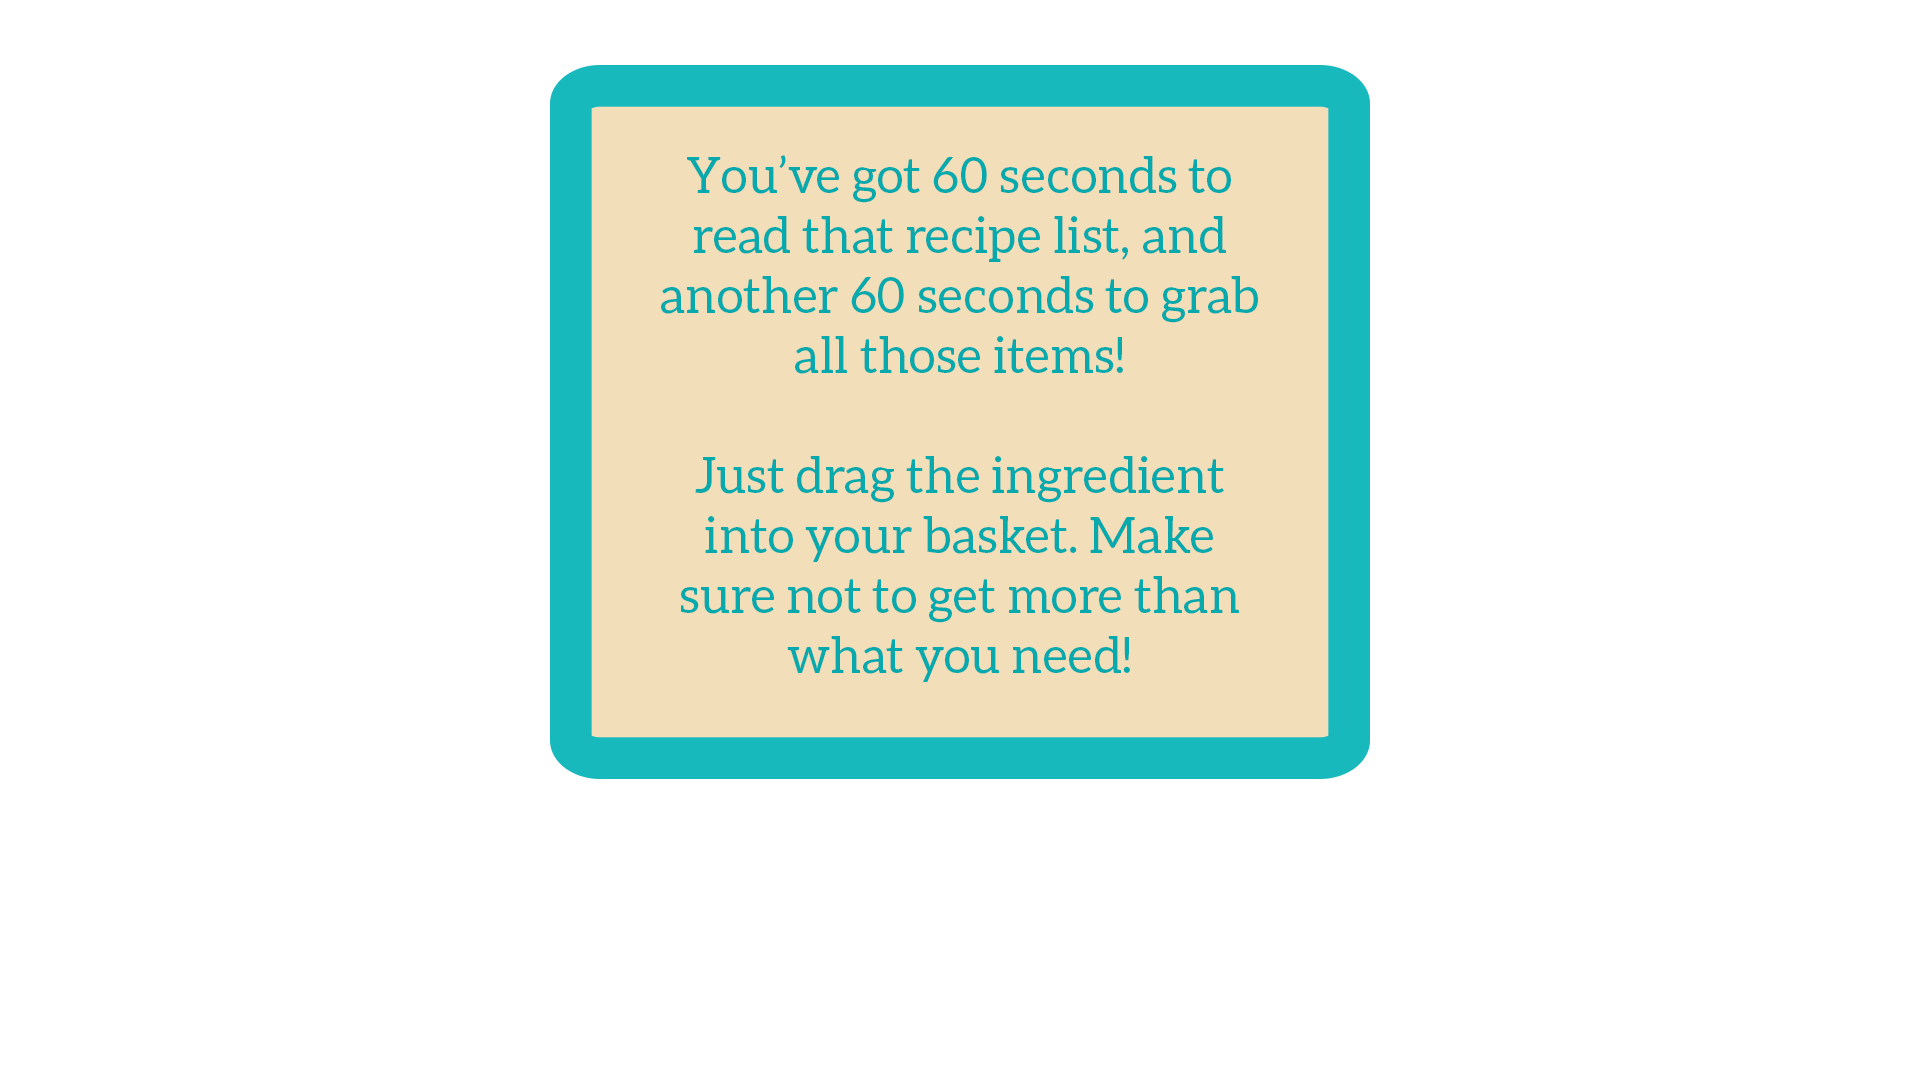 You’ve got 60 seconds to
read that recipe list, and
another 60 seconds to grab
all those items!
Just drag the ingredient
into your basket. Make
sure not to get more than
what you need!